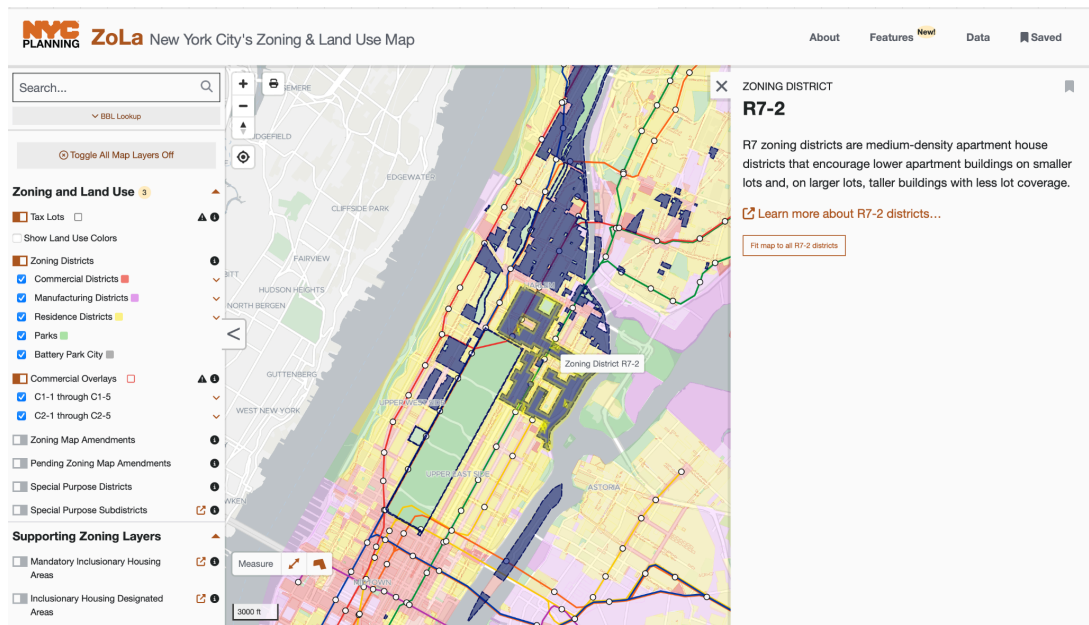 NYC
PLANNING
ZoLa New York City's Zoning & Land Use Map
About
Features New!
Data
Saved
Search...
BBL Lookup
Toggle All Map Layers Off
Zoning and Land Use 3
Tax Lots
Show Land Use Colors
Zoning Districts
Commercial Districts
Manufacturing Districts
Residence Districts
Parks
Battery Park City
Commercial Overlays
C1-1 through C1-5
C2-1 through C2-5
Zoning Map Amendments
Pending Zoning Map Amendments
Special Purpose Districts
Special Purpose Subdistricts
Supporting Zoning Layers
Mandatory Inclusionary Housing
Areas
Inclusionary Housing Designated
Areas
EDGEWATER
CLIFFSIDE PARK
FAIRVIEW
HUDSON HEIGHTS
NORTH BERGEN
GUTTENBERG
WEST NEW YORK
HARLEM
Zoning District R7-2
UPPER WEST SIDE
UPPER EAST SIDE
ASTORIA
MIDTOWN
Measure
3000 ft
ZONING DISTRICT
R7-2
R7 zoning districts are medium-density apartment house
districts that encourage lower apartment buildings on smaller
lots and, on larger lots, taller buildings with less lot coverage.
Learn more about R7-2 districts…
Fit map to all R7-2 districts